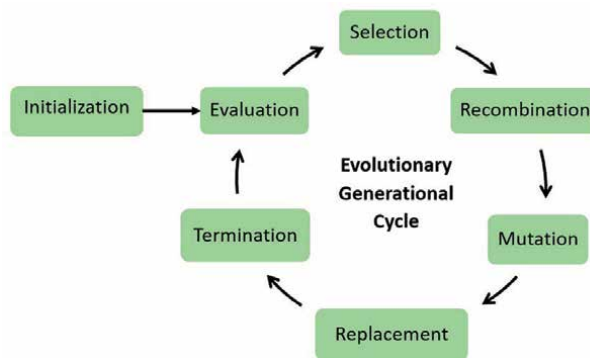 Selection
Initialization
Evaluation
Recombination
Evolutionary
Generational
Cycle
Termination
Mutation
Replacement